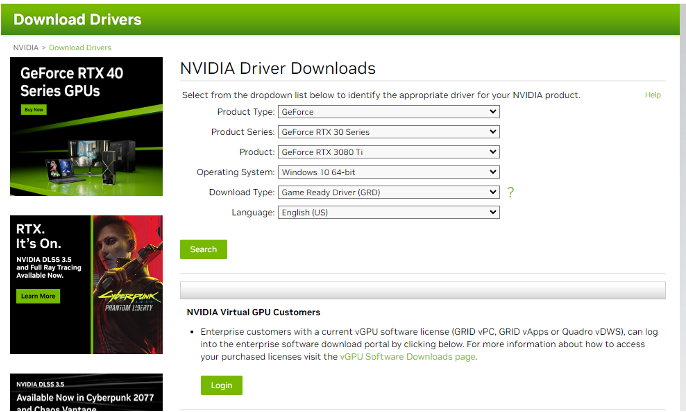 Download Drivers
NVIDIA > Download Drivers
GeForce RTX 40
Series GPUs
Buy Now
RTX.
It's On.
NVIDIA DLSS 3.5
and Full Ray Tracing
Available Now.
Learn More
Cyberpunk
PHANTOM LIBERTY
NVIDIA DLSS 3.5
Available Now in Cyberpunk 2077
and Chaos Vantage
NVIDIA Driver Downloads
Select from the dropdown list below to identify the appropriate driver for your NVIDIA product.
Help
Product Type: GeForce
Product Series: GeForce RTX 30 Series
Product: GeForce RTX 3080 Ti
Operating System: Windows 10 64-bit
Download Type: Game Ready Driver (GRD) ?
Language: English (US)
Search
NVIDIA Virtual GPU Customers
• Enterprise customers with a current vGPU software license (GRID vPC, GRID vApps or Quadro vDWS), can log
into the enterprise software download portal by clicking below. For more information about how to access
your purchased licenses visit the vGPU Software Downloads page.
Login